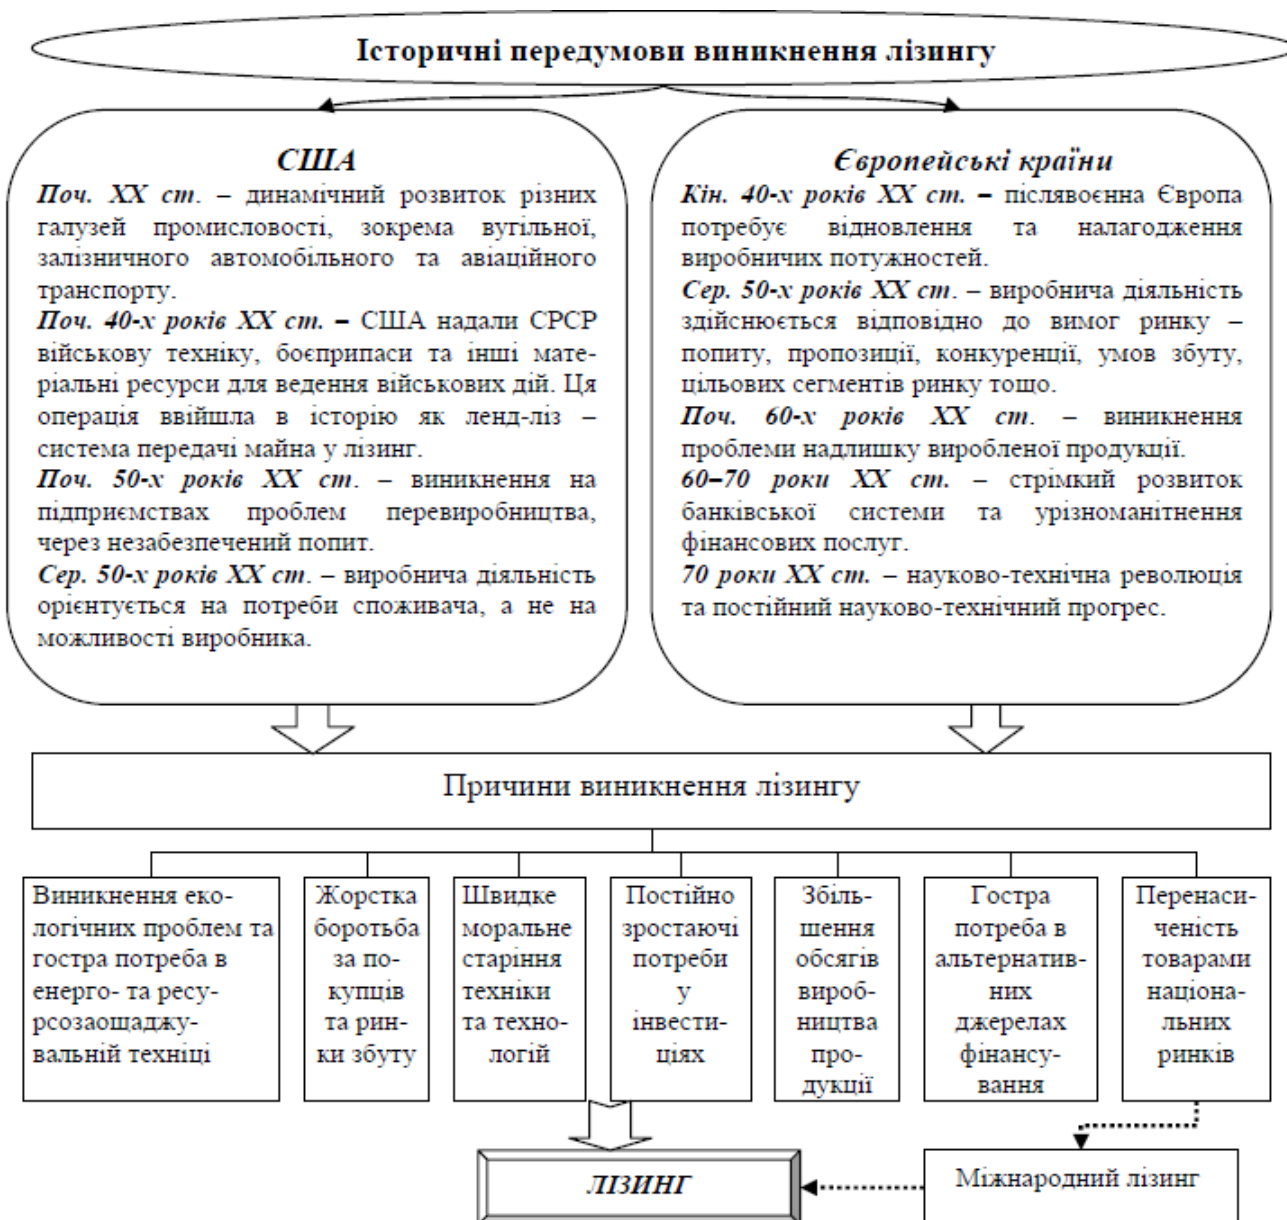 Історичні передумови виникнення лізингу
США
Поч. ХХ ст. – динамічний розвиток різних
галузей промисловості, зокрема вугільної,
залізничного автомобільного та авіаційного
транспорту.
Поч. 40-х років ХХ ст. – США надали СРСР
військову техніку, боєприпаси та інші мате-
ріальні ресурси для ведення військових дій. Ця
операція ввійшла в історію як ленд-ліз –
система передачі майна у лізинг.
Поч. 50-х років ХХ ст. – виникнення на
підприємствах проблем перевиробництва,
через незабезпечений попит.
Сер. 50-х років ХХ ст. – виробнича діяльність
орієнтується на потреби споживача, а не на
можливості виробника.
Європейські країни
Кін. 40-х років ХХ ст. – післявоєнна Європа
потребує відновлення та налагодження
виробничих потужностей.
Сер. 50-х років ХХ ст. – виробнича діяльність
здійснюється відповідно до вимог ринку –
попиту, пропозиції, конкуренції, умов збуту,
цільових сегментів ринку тощо.
Поч. 60-х років ХХ ст. – виникнення
проблеми надлишку виробленої продукції.
60–70 роки ХХ ст. – стрімкий розвиток
банківської системи та урізноманітнення
фінансових послуг.
70 роки ХХ ст. – науково-технічна революція
та постійний науково-технічний прогрес.
Причини виникнення лізингу
Виникнення еко-
логічних проблем та
гостра потреба в
енерго- та ресу-
рсозаощаджу-
вальній техніці
Жорстка
боротьба
за по-
купців
та рин-
ки збуту
Швидке
моральне
старіння
техніки
та техно-
логій
Постійно
зростаючі
потреби
у
інвести-
ціях
Збіль-
шення
обсягів
вироб-
ництва
про-
дукції
Гостра
потреба в
альтернатив-
них
джерелах
фінансу-
вання
Перенаси-
ченість
товарами
націона-
льних
ринків
ЛІЗИНГ
Міжнародний лізинг